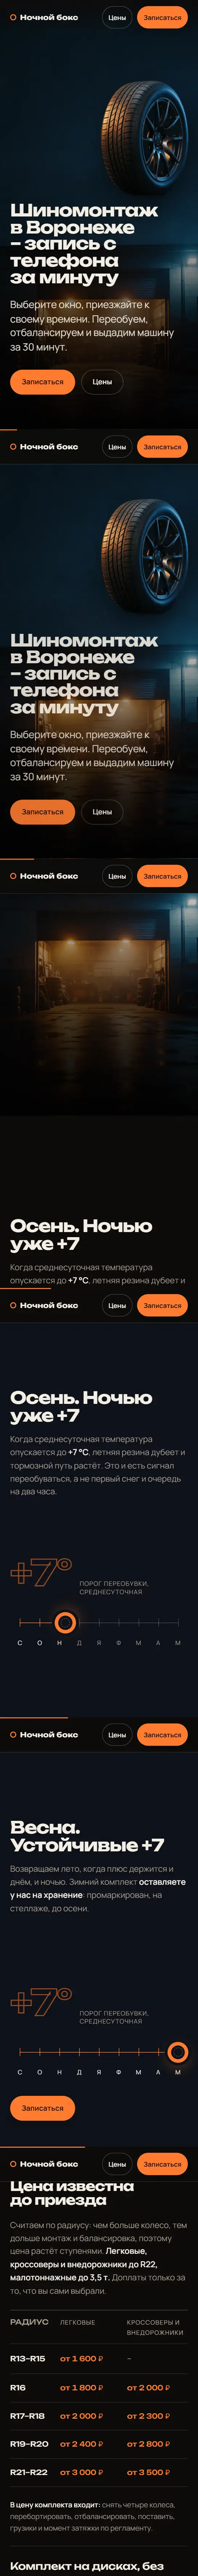 Ночной бокс
Цены
Записаться
Шиномонтаж
в Воронеже
– запись с
телефона
за минуту
Выберите окно, приезжайте к
своему времени. Переобуем,
отбалансируем и выдадим машину
за 30 минут.
Записаться
Цены
Ночной бокс
Цены
Записаться
Шиномонтаж
в Воронеже
– запись с
телефона
за минуту
Выберите окно, приезжайте к
своему времени. Переобуем,
отбалансируем и выдадим машину
за 30 минут.
Записаться
Цены
Ночной бокс
Цены
Записаться
Осень. Ночью
уже +7
Когда среднесуточная температура
опускается до +7 °C, летняя резина дубеет и
Ночной бокс
Цены
Записаться
Осень. Ночью
уже +7
Когда среднесуточная температура
опускается до +7 °C, летняя резина дубеет и
тормозной путь растёт. Это и есть сигнал
переобуваться, а не первый снег и очередь
на два часа.
+7°
ПОРОГ ПЕРЕОБУВКИ,
СРЕДНЕСУТОЧНАЯ
С О Н Д Я Ф М А М
Ночной бокс
Цены
Записаться
Весна.
Устойчивые +7
Возвращаем лето, когда плюс держится и
днём, и ночью. Зимний комплект оставляете
у нас на хранение: промаркирован, на
стеллаже, до осени.
+7°
ПОРОГ ПЕРЕОБУВКИ,
СРЕДНЕСУТОЧНАЯ
С О Н Д Я Ф М А М
Записаться
Ночной бокс
Цены
Записаться
Цена известна
до приезда
Считаем по радиусу: чем больше колесо, тем
дольше работа и дороже материал, поэтому
цена растёт ступенями. Легковые,
кроссоверы и внедорожники до R22,
малотоннажные до 3,5 т. Доплаты только за
то, что вы сами выбрали.
РАДИУС ЛЕГКОВЫЕ КРОССОВЕРЫ И
ВНЕДОРОЖНИКИ
R13–R15 от 1 600 ₽ –
R16 от 1 800 ₽ от 2 000 ₽
R17–R18 от 2 000 ₽ от 2 300 ₽
R19–R20 от 2 400 ₽ от 2 800 ₽
R21–R22 от 3 000 ₽ от 3 500 ₽
В цену комплекта входит: снять четыре колеса,
перебортировать, отбалансировать, поставить,
грузики и момент затяжки по регламенту.
Комплект на дисках, без